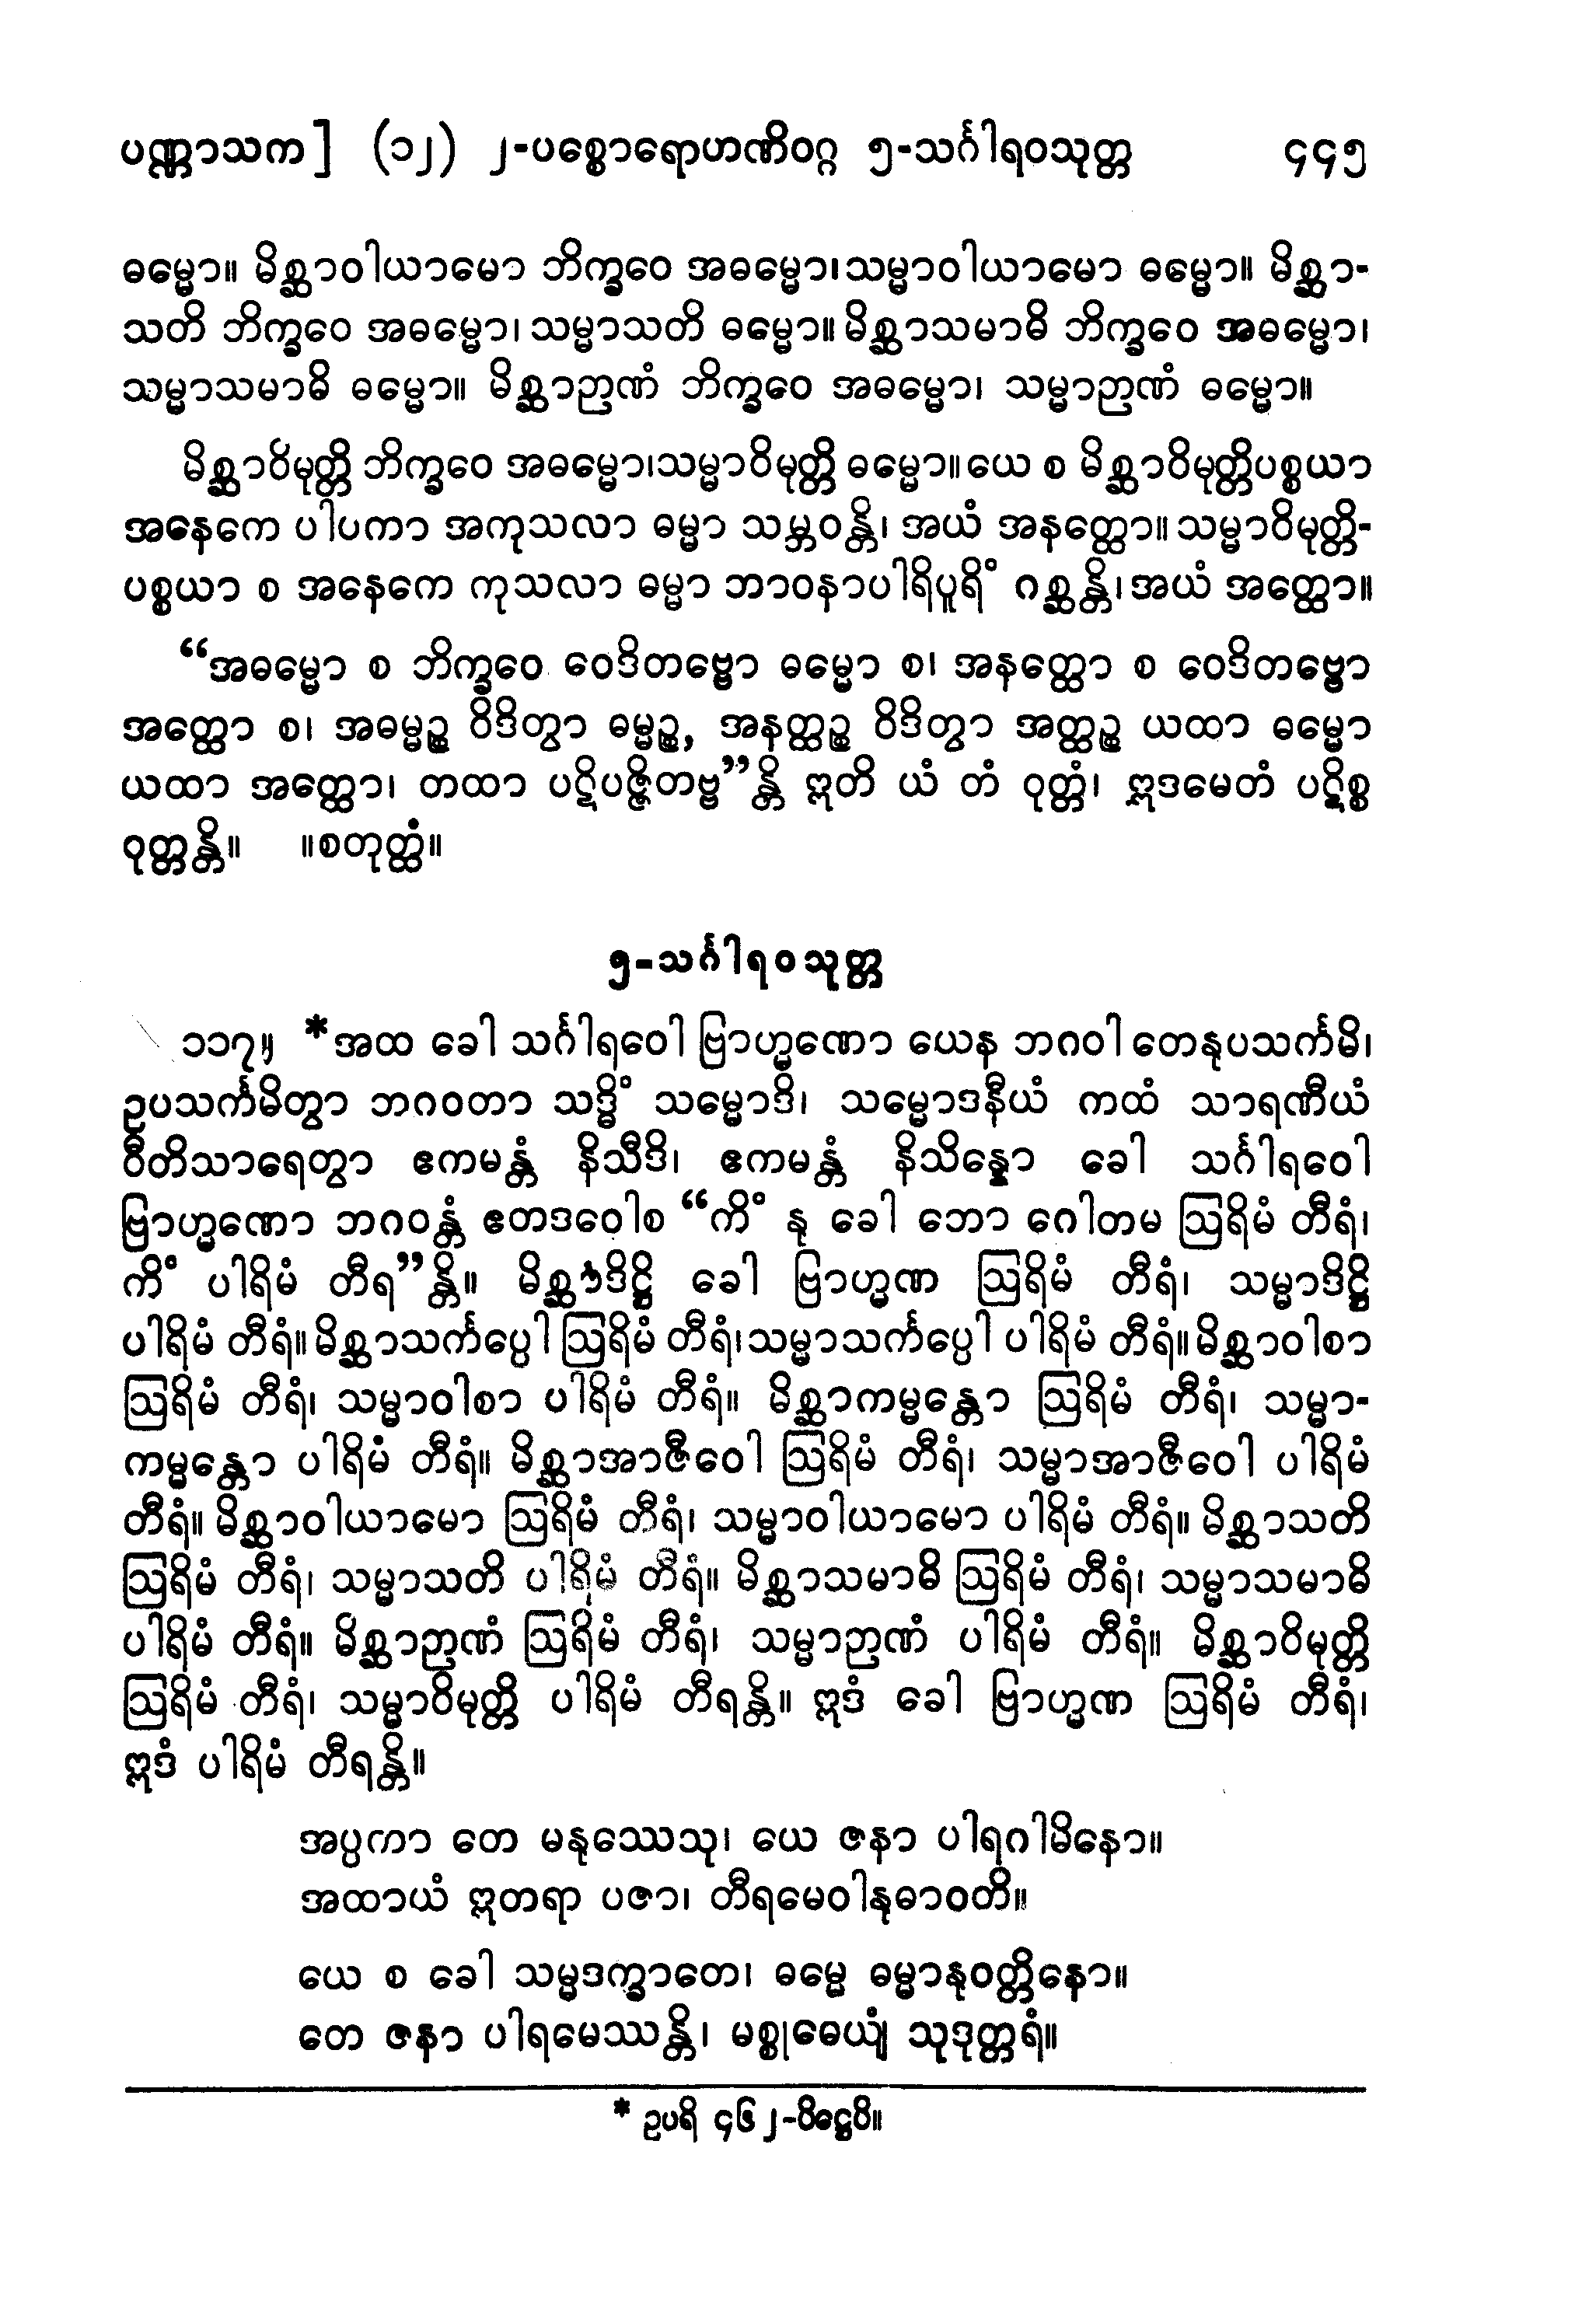 ပဏ္ဏာသက] (၁၂) ၂-ပစ္စောရောဟဏိဝဂ္ဂ ၅-သင်္ဂါရဝသုတ္တ ၄၄၅
ဓမ္မော။ မိစ္ဆာဝါယာမော ဘိက္ခဝေ အဓမ္မော၊ သမ္မာဝါယာမော ဓမ္မော။ မိစ္ဆာ-
သတိ ဘိက္ခဝေ အဓမ္မော၊ သမ္မာသတိ ဓမ္မော။ မိစ္ဆာသမာဓိ ဘိက္ခဝေ အဓမ္မော၊
သမ္မာသမာဓိ ဓမ္မော။ မိစ္ဆာဉာဏံ ဘိက္ခဝေ အဓမ္မော၊ သမ္မာဉာဏံ ဓမ္မော။
မိစ္ဆာဝိမုတ္တိ ဘိက္ခဝေ အဓမ္မော၊ သမ္မာဝိမုတ္တိ ဓမ္မော။ ယေ စ မိစ္ဆာဝိမုတ္တိပစ္စယာ
အနေကေ ပါပကာ အကုသလာ ဓမ္မာ သမ္ဘဝန္တိ၊ အယံ အနတ္ထော။ သမ္မာဝိမုတ္တိ-
ပစ္စယာ စ အနေကေ ကုသလာ ဓမ္မာ ဘာဝနာပါရိပူရိံ ဂစ္ဆန္တိ၊ အယံ အတ္ထော။
“အဓမ္မော စ ဘိက္ခဝေ ဝေဒိတဗ္ဗော ဓမ္မော စ၊ အနတ္ထော စ ဝေဒိတဗ္ဗော
အတ္ထော စ၊ အဓမ္မဉ္စ ဝိဒိတွာ ဓမ္မဉ္စ, အနတ္ထဉ္စ ဝိဒိတွာ အတ္ထဉ္စ ယထာ ဓမ္မော
ယထာ အတ္ထော၊ တထာ ပဋိပဇ္ဇိတဗ္ဗ”န္တိ ဣတိ ယံ တံ ဝုတ္တံ၊ ဣဒမေတံ ပဋိစ္စ
ဝုတ္တန္တိ။ ။စတုတ္ထံ။
၅-သင်္ဂါရဝသုတ္တ
၁၁၇။ *အထ ခေါ သင်္ဂါရဝေါ ဗြာဟ္မဏော ယေန ဘဂဝါ တေနုပသင်္ကမိ၊
ဥပသင်္ကမိတွာ ဘဂဝတာ သဒ္ဓိံ သမ္မောဒိ၊ သမ္မောဒနီယံ ကထံ သာရဏီယံ
ဝီတိသာရေတွာ ဧကမန္တံ နိသီဒိ၊ ဧကမန္တံ နိသိန္နော ခေါ သင်္ဂါရဝေါ
ဗြာဟ္မဏော ဘဂဝန္တံ ဧတဒဝေါစ “ကိံ နု ခေါ ဘော ဂေါတမ ဩရိမံ တီရံ၊
ကိံ ပါရိမံ တီရ”န္တိ။ မိစ္ဆာဒိဋ္ဌိ ခေါ ဗြာဟ္မဏ ဩရိမံ တီရံ၊ သမ္မာဒိဋ္ဌိ
ပါရိမံ တီရံ။ မိစ္ဆာသင်္ကပ္ပေါ ဩရိမံ တီရံ၊ သမ္မာသင်္ကပ္ပေါ ပါရိမံ တီရံ။ မိစ္ဆာဝါစာ
ဩရိမံ တီရံ၊ သမ္မာဝါစာ ပါရိမံ တီရံ။ မိစ္ဆာကမ္မန္တော ဩရိမံ တီရံ၊ သမ္မာ-
ကမ္မန္တော ပါရိမံ တီရံ။ မိစ္ဆာအာဇီဝေါ ဩရိမံ တီရံ၊ သမ္မာအာဇီဝေါ ပါရိမံ
တီရံ။ မိစ္ဆာဝါယာမော ဩရိမံ တီရံ၊ သမ္မာဝါယာမော ပါရိမံ တီရံ။ မိစ္ဆာသတိ
ဩရိမံ တီရံ၊ သမ္မာသတိ ပါရိမံ တီရံ။ မိစ္ဆာသမာဓိ ဩရိမံ တီရံ၊ သမ္မာသမာဓိ
ပါရိမံ တီရံ။ မိစ္ဆာဉာဏံ ဩရိမံ တီရံ၊ သမ္မာဉာဏံ ပါရိမံ တီရံ။ မိစ္ဆာဝိမုတ္တိ
ဩရိမံ တီရံ၊ သမ္မာဝိမုတ္တိ ပါရိမံ တီရန္တိ။ ဣဒံ ခေါ ဗြာဟ္မဏ ဩရိမံ တီရံ၊
ဣဒံ ပါရိမံ တီရန္တိ။
အပ္ပကာ တေ မနုဿေသု၊ ယေ ဇနာ ပါရဂါမိနော။
အထာယံ ဣတရာ ပဇာ၊ တီရမေဝါနုဓာဝတိ။
ယေ စ ခေါ သမ္မဒက္ခာတေ၊ ဓမ္မေ ဓမ္မာနုဝတ္တိနော။
တေ ဇနာ ပါရမေဿန္တိ၊ မစ္စုဓေယျံ သုဒုတ္တရံ။
* ဥပရိ ၄၆၂-ပိဋ္ဌေပိ။